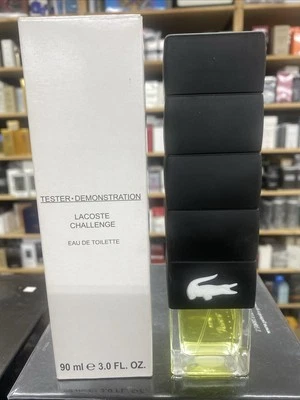 TESTER·DEMONSTRATION
LACOSTE
CHALLENGE
EAU DE TOILETTE
90 ml e 3.0 FL. OZ.